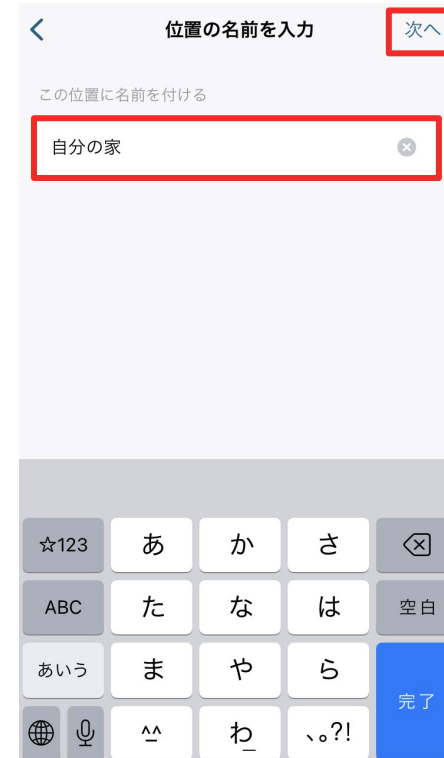 位置の名前を入力 次へ
この位置に名前を付ける
自分の家
☆123 あ か さ
ABC た な は 空白
あいう ま や ら 完了
^^ わ 、。?!